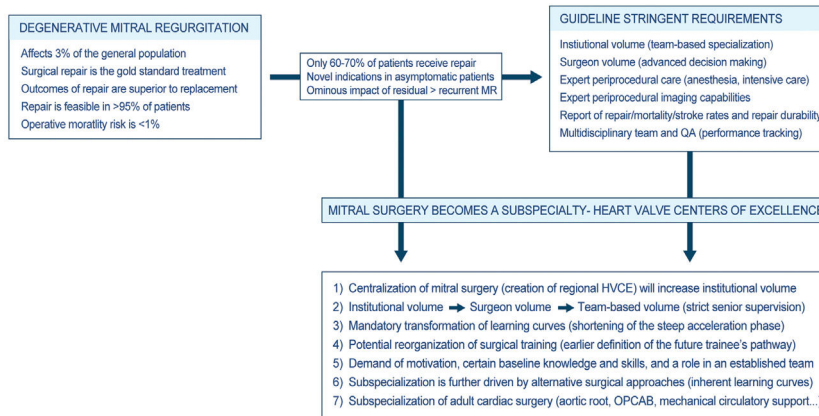 DEGENERATIVE MITRAL REGURGITATION
Affects 3% of the general population
Surgical repair is the gold standard treatment
Outcomes of repair are superior to replacement
Repair is feasible in >95% of patients
Operative moratlity risk is <1%
Only 60-70% of patients receive repair
Novel indications in asymptomatic patients
Ominous impact of residual > recurrent MR
GUIDELINE STRINGENT REQUIREMENTS
Instiutional volume (team-based specialization)
Surgeon volume (advanced decision making)
Expert periprocedural care (anesthesia, intensive care)
Expert periprocedural imaging capabilities
Report of repair/mortality/stroke rates and repair durability
Multidisciplinary team and QA (performance tracking)
MITRAL SURGERY BECOMES A SUBSPECIALTY- HEART VALVE CENTERS OF EXCELLENCE
1) Centralization of mitral surgery (creation of regional HVCE) will increase institutional volume
2) Institutional volume → Surgeon volume → Team-based volume (strict senior supervision)
3) Mandatory transformation of learning curves (shortening of the steep acceleration phase)
4) Potential reorganization of surgical training (earlier definition of the future trainee's pathway)
5) Demand of motivation, certain baseline knowledge and skills, and a role in an established team
6) Subspecialization is further driven by alternative surgical approaches (inherent learning curves)
7) Subspecialization of adult cardiac surgery (aortic root, OPCAB, mechanical circulatory support...)